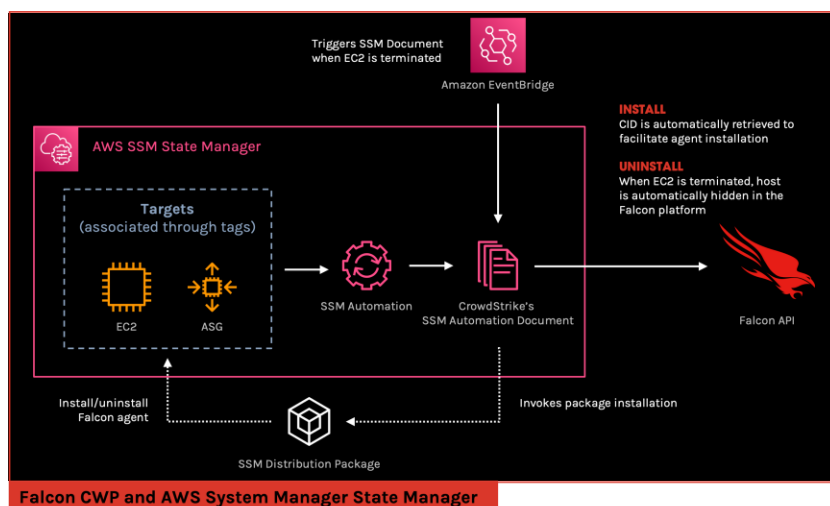 Triggers SSM Document
when EC2 is terminated
Amazon EventBridge
INSTALL
CID is automatically retrieved to
facilitate agent installation
UNINSTALL
When EC2 is terminated, host
is automatically hidden in the
Falcon platform
AWS SSM State Manager
Targets
(associated through tags)
EC2
ASG
SSM Automation
CrowdStrike's
SSM Automation Document
Falcon API
Install/uninstall
Falcon agent
Invokes package installation
SSM Distribution Package
Falcon CWP and AWS System Manager State Manager